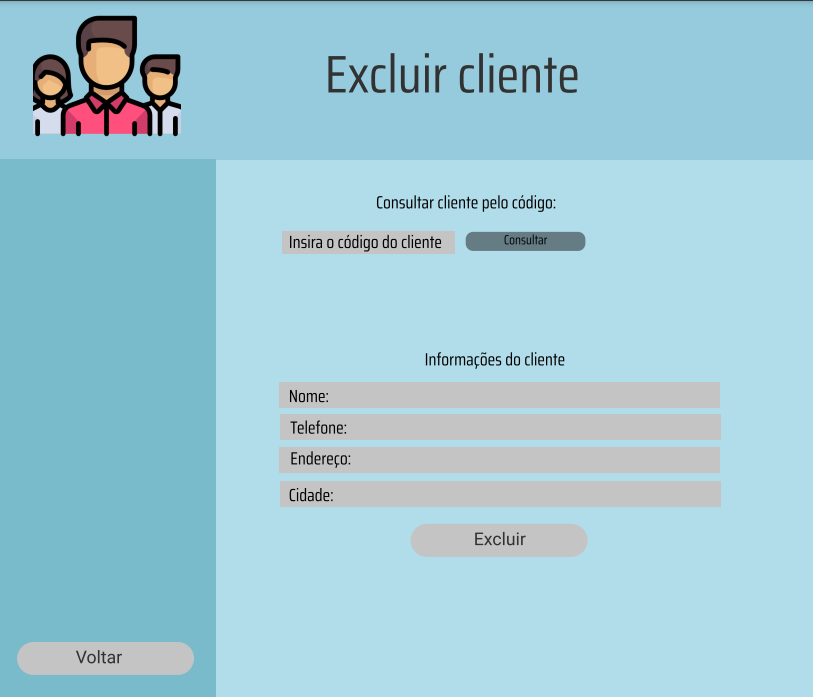 Excluir cliente
Consultar cliente pelo código:
Insira o código do cliente
Consultar
Informações do cliente
Nome:
Telefone:
Endereço:
Cidade:
Excluir
Voltar